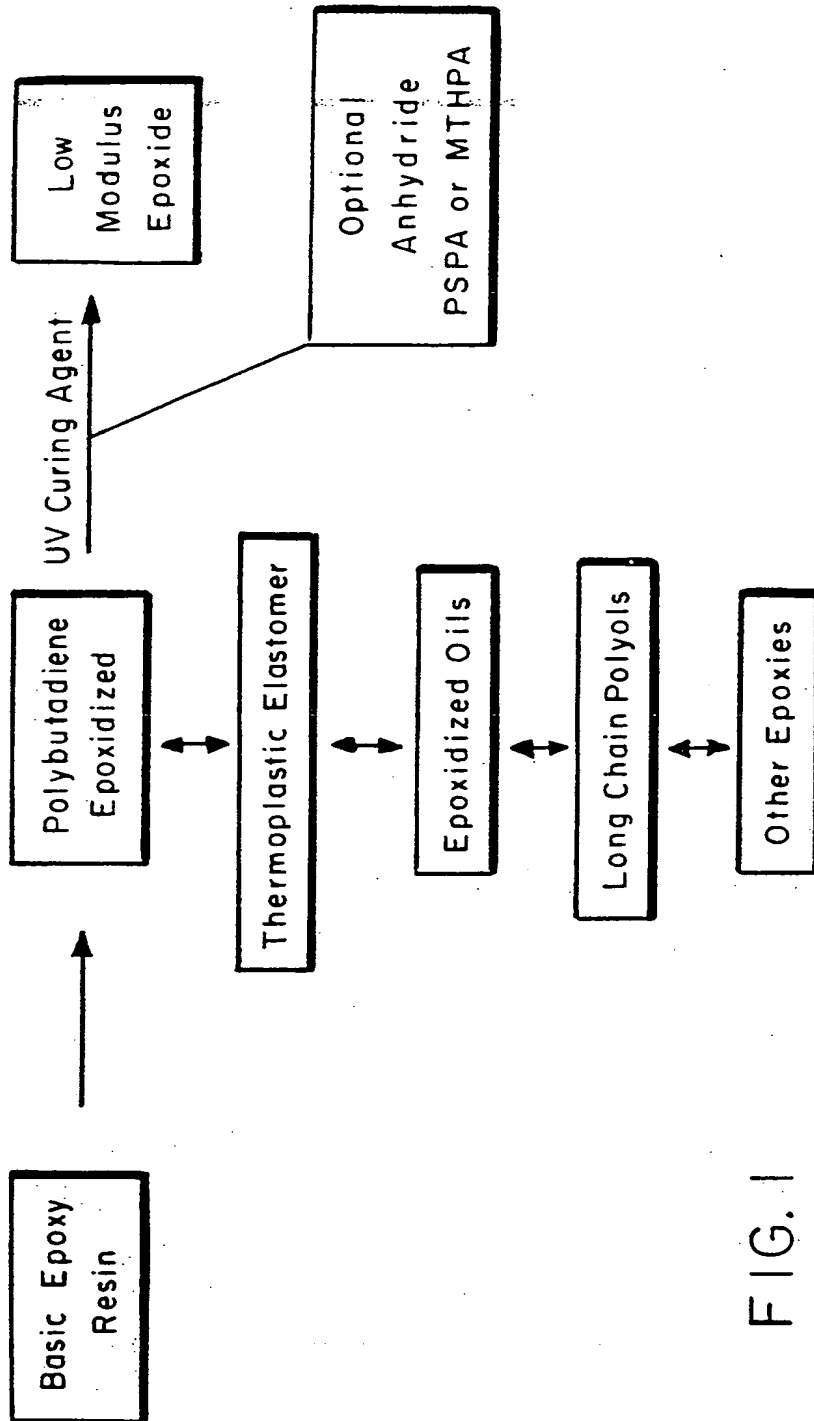 Basic Epoxy
Resin
Polybutadiene
Epoxidized
UV Curing Agent
Low
Modulus
Epoxide
Thermoplastic Elastomer
Optional
Anhydride
PSPA or MTHPA
Epoxidized Oils
Long Chain Polyols
Other Epoxies
FIG. 1